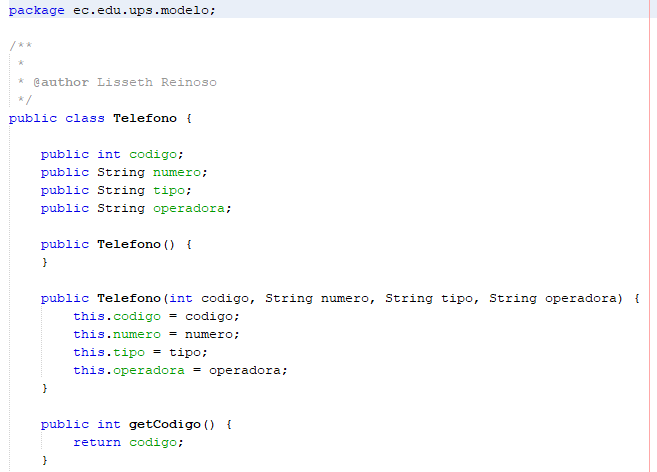 package ec.edu.ups.modelo;
/**
*
* @author Lisseth Reinoso
*/
public class Telefono {
public int codigo;
public String numero;
public String tipo;
public String operadora;
public Telefono() {
}
public Telefono(int codigo, String numero, String tipo, String operadora) {
this.codigo = codigo;
this.numero = numero;
this.tipo = tipo;
this.operadora = operadora;
}
public int getCodigo() {
return codigo;
}